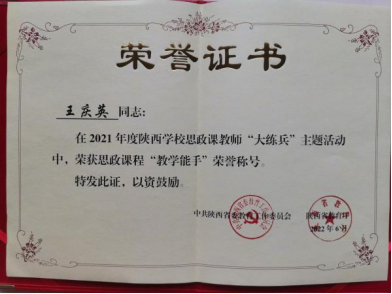 荣誉证书
王庆英 同志：
在2021年度陕西学校思政课教师“大练兵”主题活动
中，荣获思政课程“教学能手”荣誉称号。
特发此证，以资鼓励。
中共陕西省委教育工作委员会 陕西省教育厅
2022年6月